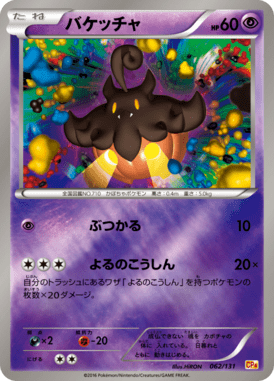 たね バケッチャ HP60
全国図鑑NO.710 かぼちゃポケモン 高さ:0.4m 重さ:5.0kg
ぶつかる 10
よるのこうしん 20×
自分のトラッシュにあるワザ「よるのこうしん」を持つポケモンの
枚数×20ダメージ。
×2 -20
Illus.HIRON 062/131 CP4
©2016 Pokémon/Nintendo/Creatures/GAME FREAK.